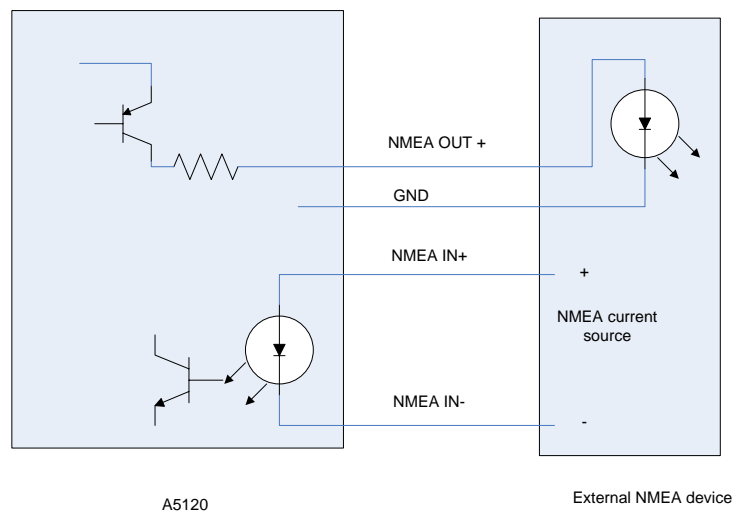 NMEA OUT +
GND
NMEA IN+
+
NMEA current
source
NMEA IN-
-
A5120
External NMEA device